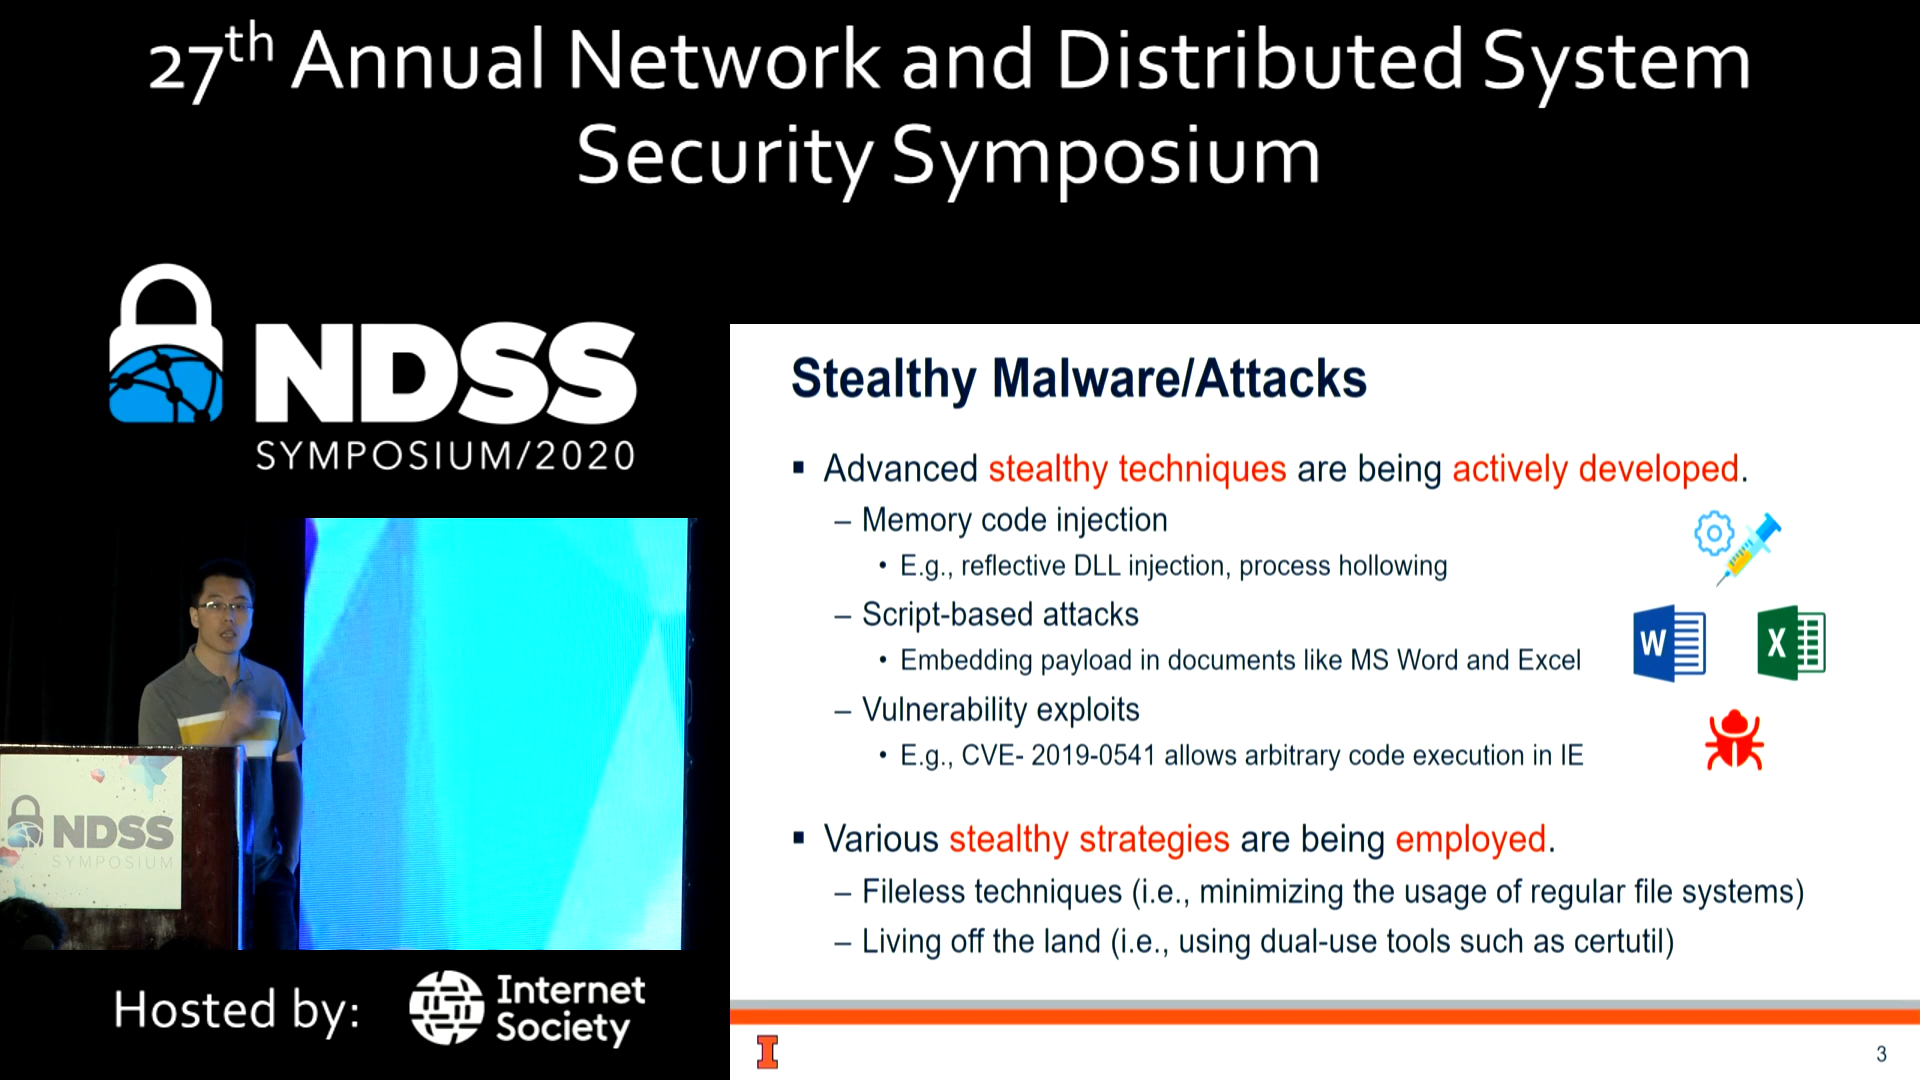 27th Annual Network and Distributed System
Security Symposium
NDSS
SYMPOSIUM/2020
Stealthy Malware/Attacks
▪ Advanced stealthy techniques are being actively developed.
– Memory code injection
• E.g., reflective DLL injection, process hollowing
– Script-based attacks
• Embedding payload in documents like MS Word and Excel
W
X
– Vulnerability exploits
• E.g., CVE- 2019-0541 allows arbitrary code execution in IE
▪ Various stealthy strategies are being employed.
– Fileless techniques (i.e., minimizing the usage of regular file systems)
– Living off the land (i.e., using dual-use tools such as certutil)
I
3
NDSS
SYMPOSIUM
Hosted by:
Internet
Society